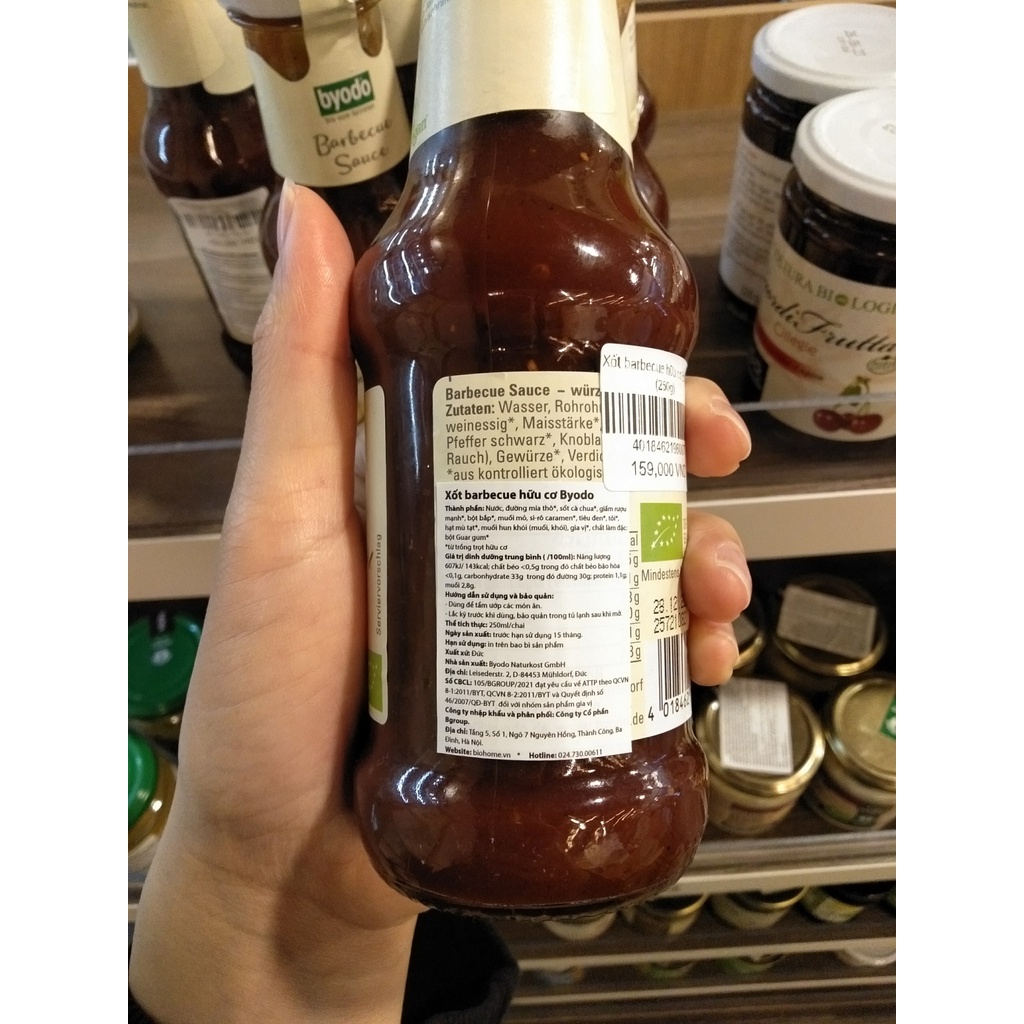 byodo
Barbecue
Sauce
Barbecue Sauce – würz
Zutaten: Wasser, Rohroh
weinessig*, Maisstärke*
Pfeffer schwarz*, Knobla
Rauch), Gewürze*, Verdi
*aus kontrolliert ökologis
Xốt barbecue hữu
(250g)
159,000
Xốt barbecue hữu cơ Byodo
Thành phần: Nước, đường mía thô*, sốt cà chua*, giấm rượu
mạnh*, bột bắp*, muối mỏ, si-rô caramen*, tiêu đen*, tỏi*,
hạt mù tạt*, muối hun khói (muối, khói), gia vị*, chất làm đặc:
bột Guar gum*
*từ trồng trọt hữu cơ
Giá trị dinh dưỡng trung bình ( /100ml): Năng lượng
607kJ/ 143kcal; chất béo <0,5g trong đó chất béo bão hòa
<0,1g, carbonhydrate 33g trong đó đường 30g; protein 1,1g,
muối 2,8g.
Hướng dẫn sử dụng và bảo quản:
- Dùng để tẩm ướp các món ăn.
- Lắc kỹ trước khi dùng, bảo quản trong tủ lạnh sau khi mở.
Thể tích thực: 250ml/chai
Ngày sản xuất: trước hạn sử dụng 15 tháng.
Hạn sử dụng: in trên bao bì sản phẩm
Xuất xứ: Đức
Nhà sản xuất: Byodo Naturkost GmbH
Địa chỉ: Leisederstr. 2, D-84453 Mühldorf, Đức
Số CBCL: 105/BGROUP/2021 đạt yêu cầu về ATTP theo QCVN
8-1:2011/BYT, QCVN 8-2:2011/BYT và Quyết định số
46/2007/QĐ-BYT đối với nhóm sản phẩm gia vị
Công ty nhập khẩu và phân phối: Công ty Cổ phần
Bgroup.
Địa chỉ: Tầng 5, Số 1, Ngõ 7 Nguyên Hồng, Thành Công, Ba
Đình, Hà Nội.
Website: biohome.vn * Hotline: 024.730.00611
Serviervorschlag
Mindestens
28.12
orf
.de
4 018462
Frutta
Ciliegie